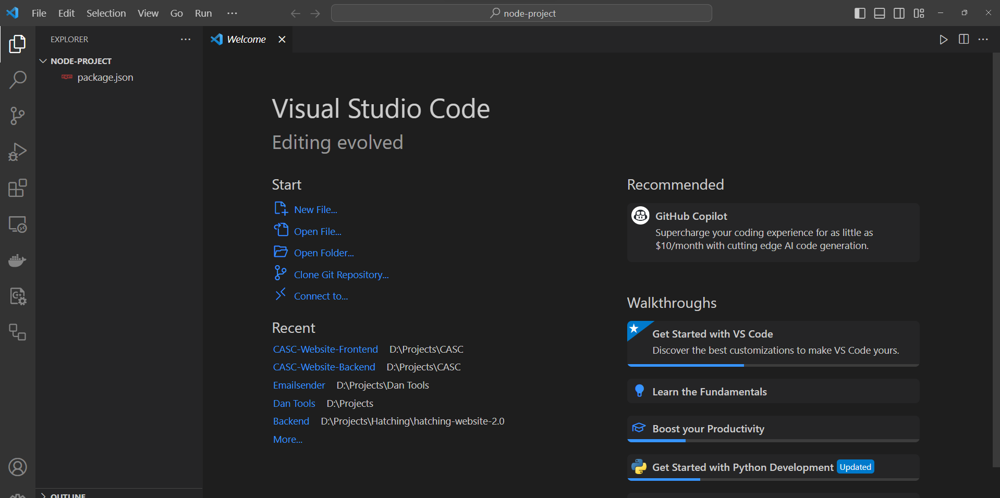 File Edit Selection View Go Run ···
node-project
EXPLORER ···
NODE-PROJECT
package.json
Welcome
Visual Studio Code
Editing evolved
Start
New File...
Open File...
Open Folder...
Clone Git Repository...
Connect to...
Recent
CASC-Website-Frontend D:\Projects\CASC
CASC-Website-Backend D:\Projects\CASC
Emailsender D:\Projects\Dan Tools
Dan Tools D:\Projects
Backend D:\Projects\Hatching\hatching-website-2.0
More...
Recommended
GitHub Copilot
Supercharge your coding experience for as little as
$10/month with cutting edge AI code generation.
Walkthroughs
Get Started with VS Code
Discover the best customizations to make VS Code yours.
Learn the Fundamentals
Boost your Productivity
Get Started with Python Development Updated
OUTLINE